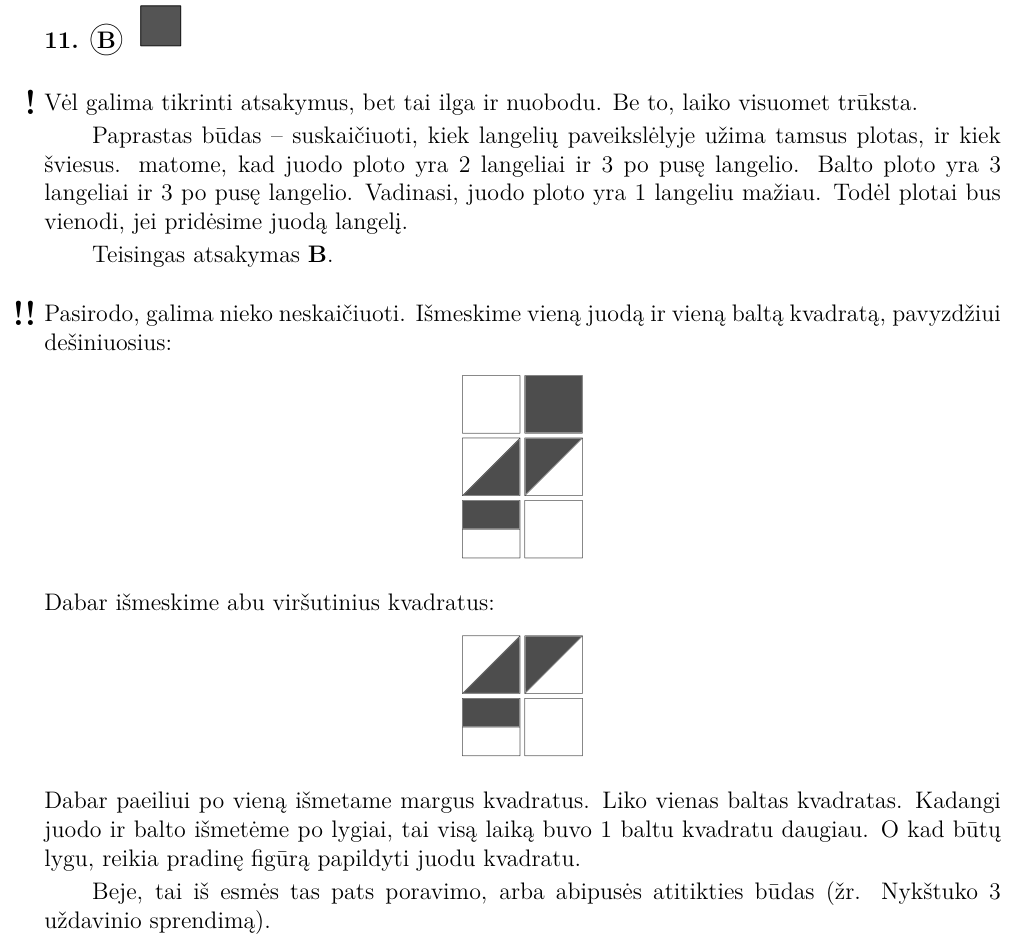 11. B
! Vėl galima tikrinti atsakymus, bet tai ilga ir nuobodu. Be to, laiko visuomet trūksta.
Paprastas būdas – suskaičiuoti, kiek langelių paveikslėlyje užima tamsus plotas, ir kiek
šviesus. matome, kad juodo ploto yra 2 langeliai ir 3 po pusę langelio. Balto ploto yra 3
langeliai ir 3 po pusę langelio. Vadinasi, juodo ploto yra 1 langeliu mažiau. Todėl plotai bus
vienodi, jei pridėsime juodą langelį.
Teisingas atsakymas B.
!! Pasirodo, galima nieko neskaičiuoti. Išmeskime vieną juodą ir vieną baltą kvadratą, pavyzdžiui
dešiniuosius:
Dabar išmeskime abu viršutinius kvadratus:
Dabar paeiliui po vieną išmetame margus kvadratus. Liko vienas baltas kvadratas. Kadangi
juodo ir balto išmetėme po lygiai, tai visą laiką buvo 1 baltu kvadratu daugiau. O kad būtų
lygu, reikia pradinę figūrą papildyti juodu kvadratu.
Beje, tai iš esmės tas pats poravimo, arba abipusės atitikties būdas (žr. Nykštuko 3
uždavinio sprendimą).